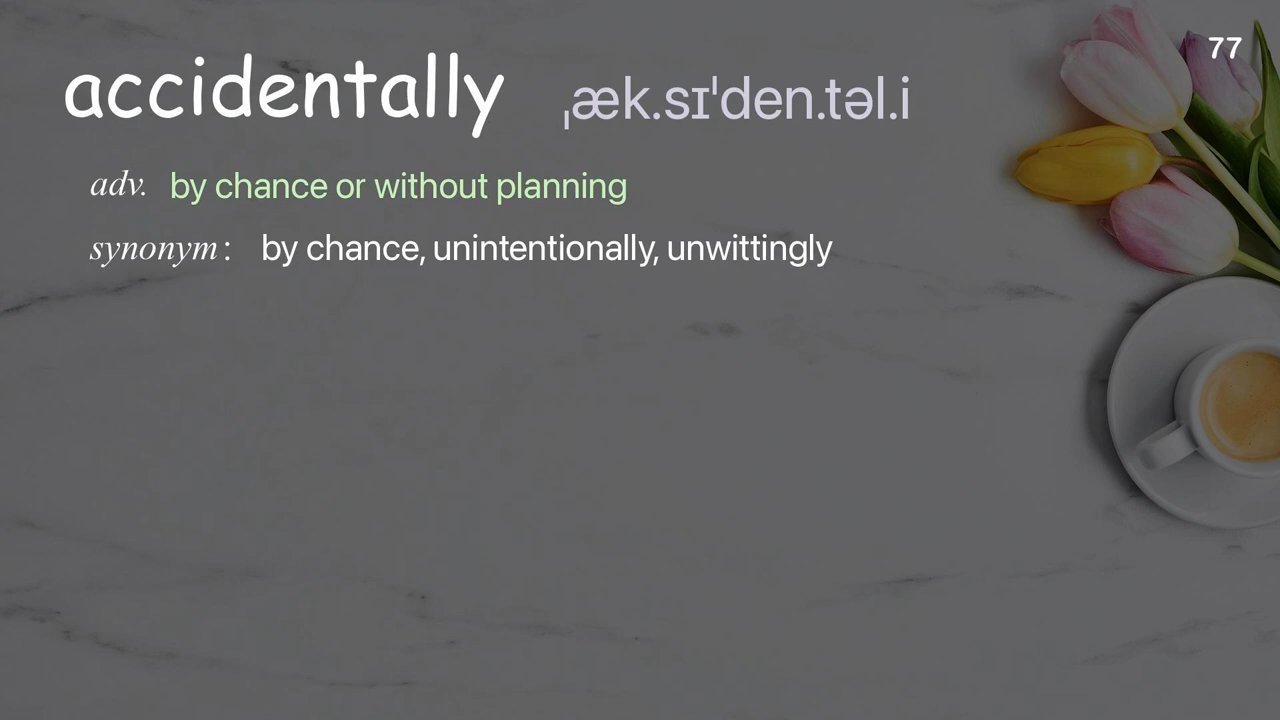 77
accidentally ˌæk.sɪˈden.təl.i
adv. by chance or without planning
synonym: by chance, unintentionally, unwittingly